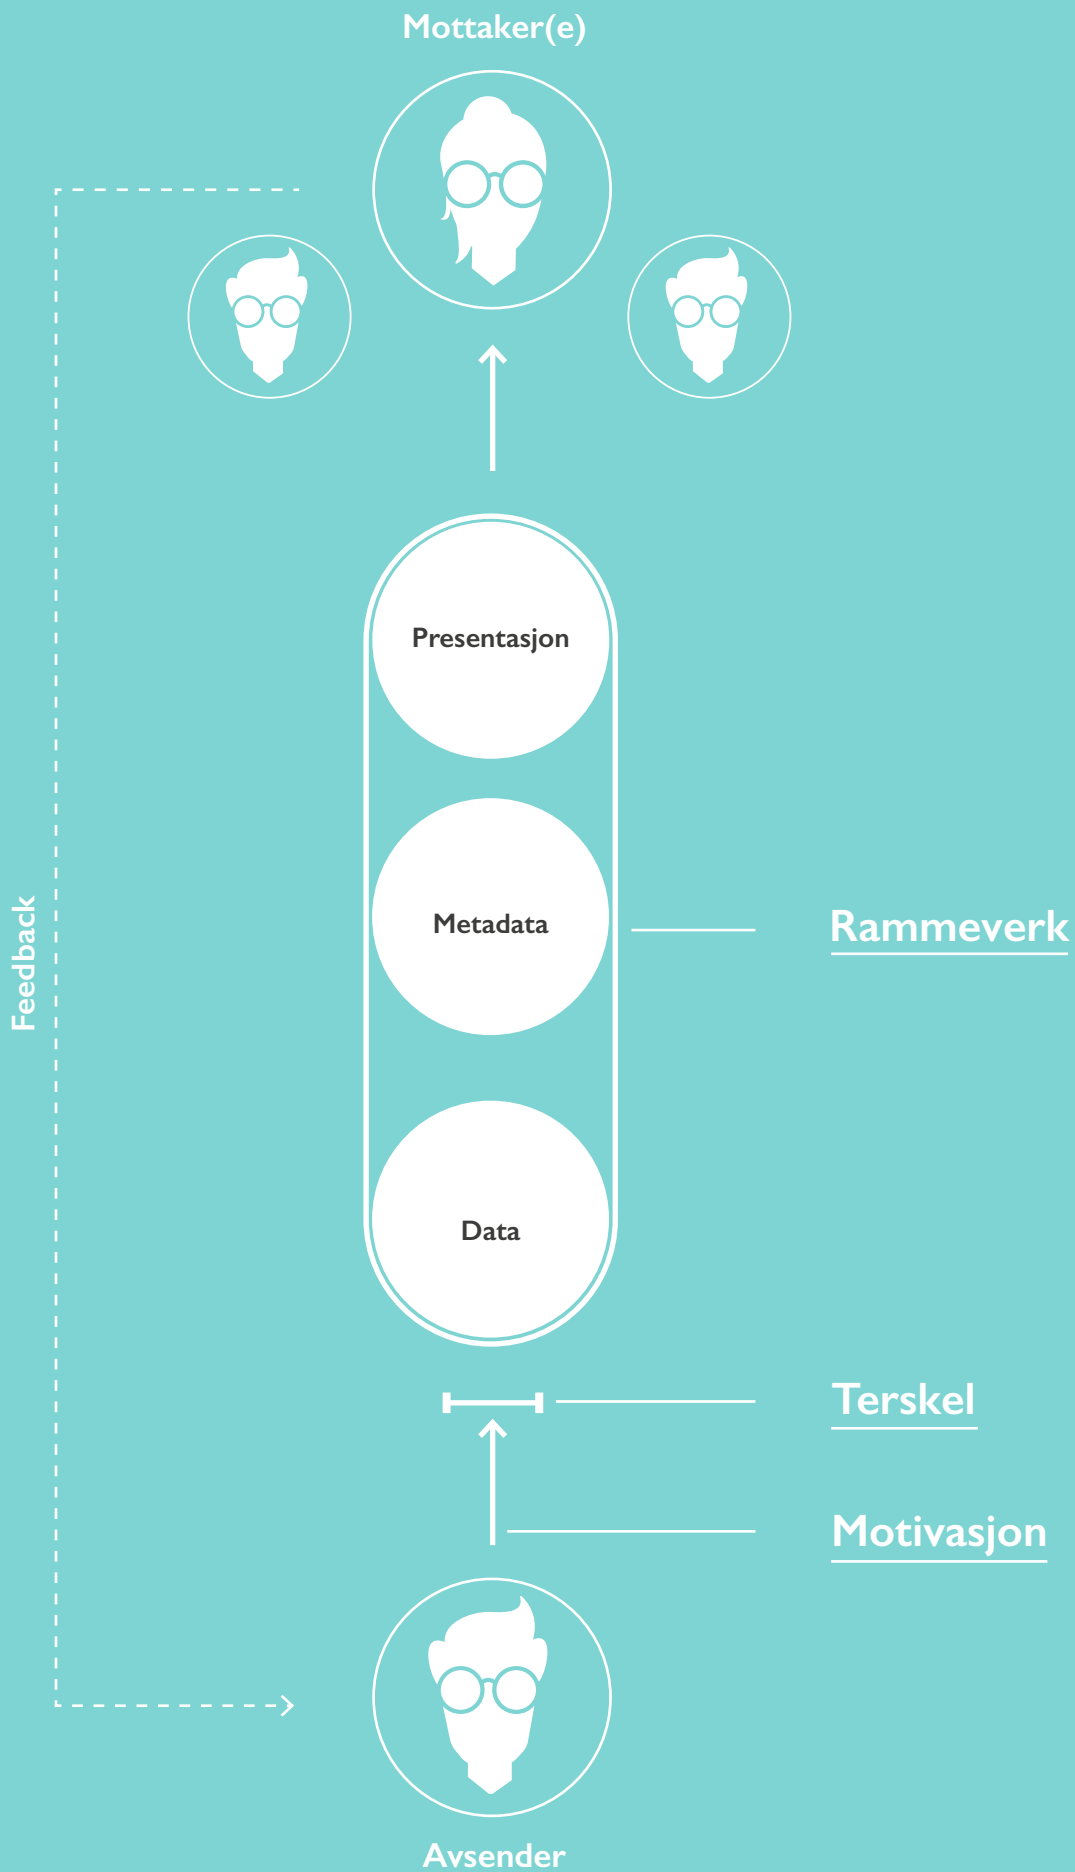 Mottaker(e)
Presentasjon
Metadata
Rammeverk
Feedback
Data
Terskel
Motivasjon
Avsender